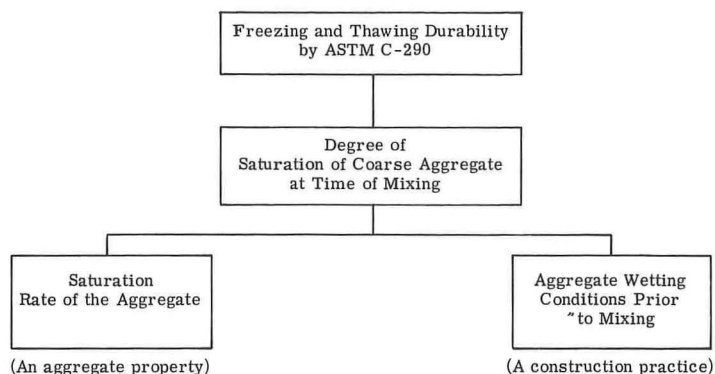 Freezing and Thawing Durability
by ASTM C-290
Degree of
Saturation of Coarse Aggregate
at Time of Mixing
Saturation
Rate of the Aggregate
(An aggregate property)
Aggregate Wetting
Conditions Prior
to Mixing
(A construction practice)